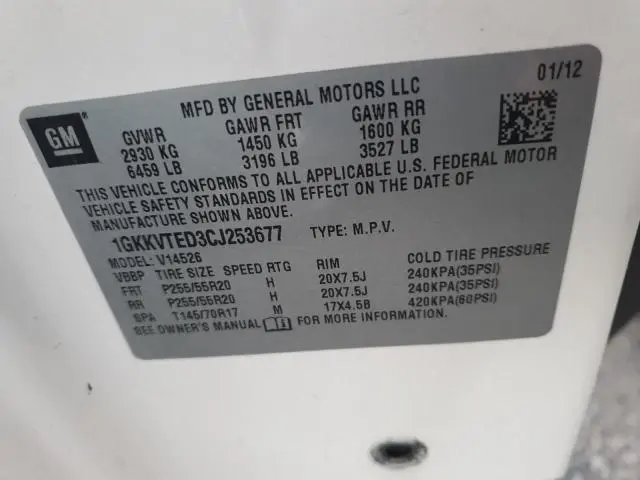 GM
MFD BY GENERAL MOTORS LLC 01/12
GVWR GAWR FRT GAWR RR
2930 KG 1450 KG 1600 KG
6459 LB 3196 LB 3527 LB
THIS VEHICLE CONFORMS TO ALL APPLICABLE U.S. FEDERAL MOTOR
VEHICLE SAFETY STANDARDS IN EFFECT ON THE DATE OF
MANUFACTURE SHOWN ABOVE.
1GKKVTED3CJ253677 TYPE: M.P.V.
MODEL: V14526
VBBP TIRE SIZE SPEED RTG RIM COLD TIRE PRESSURE
FRT P255/55R20 H 20X7.5J 240KPA(35PSI)
RR P255/55R20 H 20X7.5J 240KPA(35PSI)
SPA T145/70R17 M 17X4.5B 420KPA(60PSI)
SEE OWNER'S MANUAL FOR MORE INFORMATION.